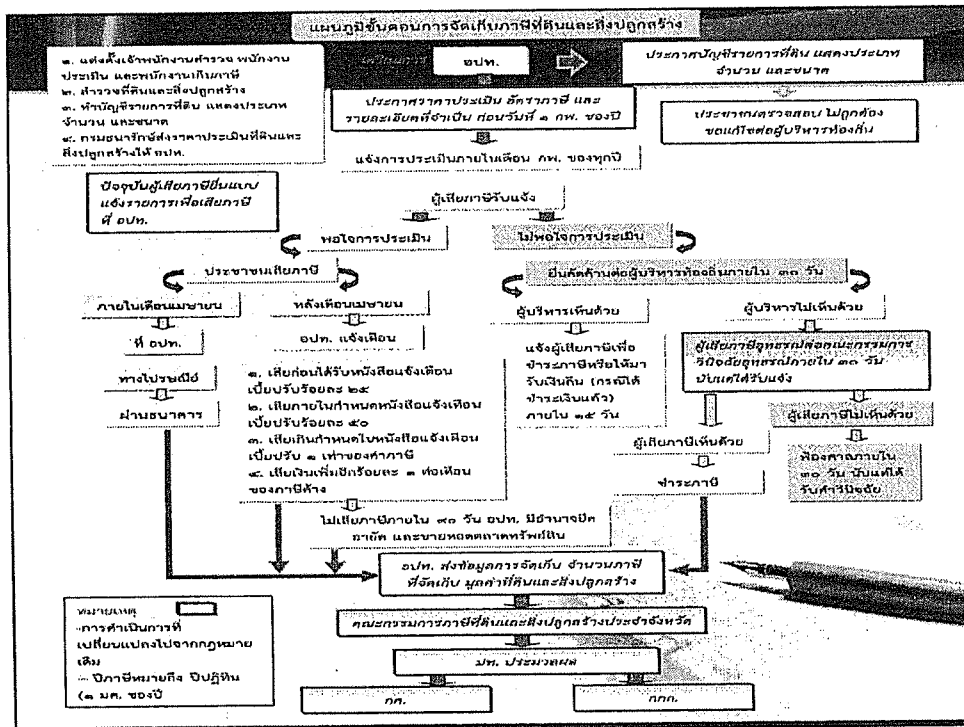 แผนภูมิขั้นตอนการจัดเก็บภาษีที่ดินและสิ่งปลูกสร้าง
๑. แต่งตั้งเจ้าพนักงานสำรวจ พนักงาน
ประเมิน และพนักงานเก็บภาษี
๒. สำรวจที่ดินและสิ่งปลูกสร้าง
๓. ทำบัญชีรายการที่ดิน แสดงประเภท
จำนวน และขนาด
๔. กรมธนารักษ์ส่งราคาประเมินที่ดินและ
สิ่งปลูกสร้างให้ อปท.
อปท.
ประกาศบัญชีรายการที่ดิน แสดงประเภท
จำนวน และขนาด
ประกาศราคาประเมิน อัตราภาษี และ
รายละเอียดที่จำเป็น ก่อนวันที่ ๑ กพ. ของปี
ประชาชนตรวจสอบ ไม่ถูกต้อง
ขอแก้ไขต่อผู้บริหารท้องถิ่น
แจ้งการประเมินภายในเดือน กพ. ของทุกปี
ปัจจุบันผู้เสียภาษียื่นแบบ
แจ้งรายการเพื่อเสียภาษี
ที่ อปท.
ผู้เสียภาษีรับแจ้ง
พอใจการประเมิน
ไม่พอใจการประเมิน
ประชาชนเสียภาษี
ยื่นคัดค้านต่อผู้บริหารท้องถิ่นภายใน ๓๐ วัน
ภายในเดือนเมษายน
หลังเดือนเมษายน
ผู้บริหารเห็นด้วย
ผู้บริหารไม่เห็นด้วย
ที่ อปท.
อปท. แจ้งเตือน
แจ้งผู้เสียภาษีเพื่อ
ชำระภาษีหรือให้มา
รับเงินคืน (กรณีได้
ชำระเงินแล้ว)
ภายใน ๑๕ วัน
ผู้เสียภาษีอุทธรณ์ต่อคณะกรรมการ
วินิจฉัยอุทธรณ์ภายใน ๓๐ วัน
นับแต่ได้รับแจ้ง
ทางไปรษณีย์
ผ่านธนาคาร
๑. เสียก่อนได้รับหนังสือแจ้งเตือน
เบี้ยปรับร้อยละ ๒๕
๒. เสียภายในกำหนดหนังสือแจ้งเตือน
เบี้ยปรับร้อยละ ๕๐
๓. เสียเกินกำหนดในหนังสือแจ้งเตือน
เบี้ยปรับ ๑ เท่าของค่าภาษี
๔. เสียเงินเพิ่มอีกร้อยละ ๑ ต่อเดือน
ของภาษีค้าง
ผู้เสียภาษีเห็นด้วย
ผู้เสียภาษีไม่เห็นด้วย
ชำระภาษี
ฟ้องศาลภายใน
๓๐ วัน นับแต่ได้
รับคำวินิจฉัย
ไม่เสียภาษีภายใน ๙๐ วัน อปท. มีอำนาจยึด
อายัด และขายทอดตลาดทรัพย์สิน
อปท. ส่งข้อมูลการจัดเก็บ จำนวนภาษี
ที่จัดเก็บ มูลค่าที่ดินและสิ่งปลูกสร้าง
คณะกรรมการภาษีที่ดินและสิ่งปลูกสร้างประจำจังหวัด
มท. ประมวลผล
กค.
กกถ.
หมายเหตุ
-การดำเนินการที่
เปลี่ยนแปลงไปจากกฎหมาย
เดิม
- ปีภาษีหมายถึง ปีปฏิทิน
(๑ มค. ของปี